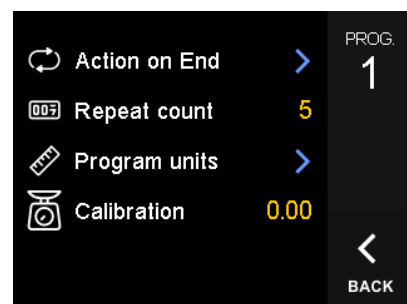 PROG.
1
Action on End
Repeat count 5
Program units
Calibration 0.00
BACK